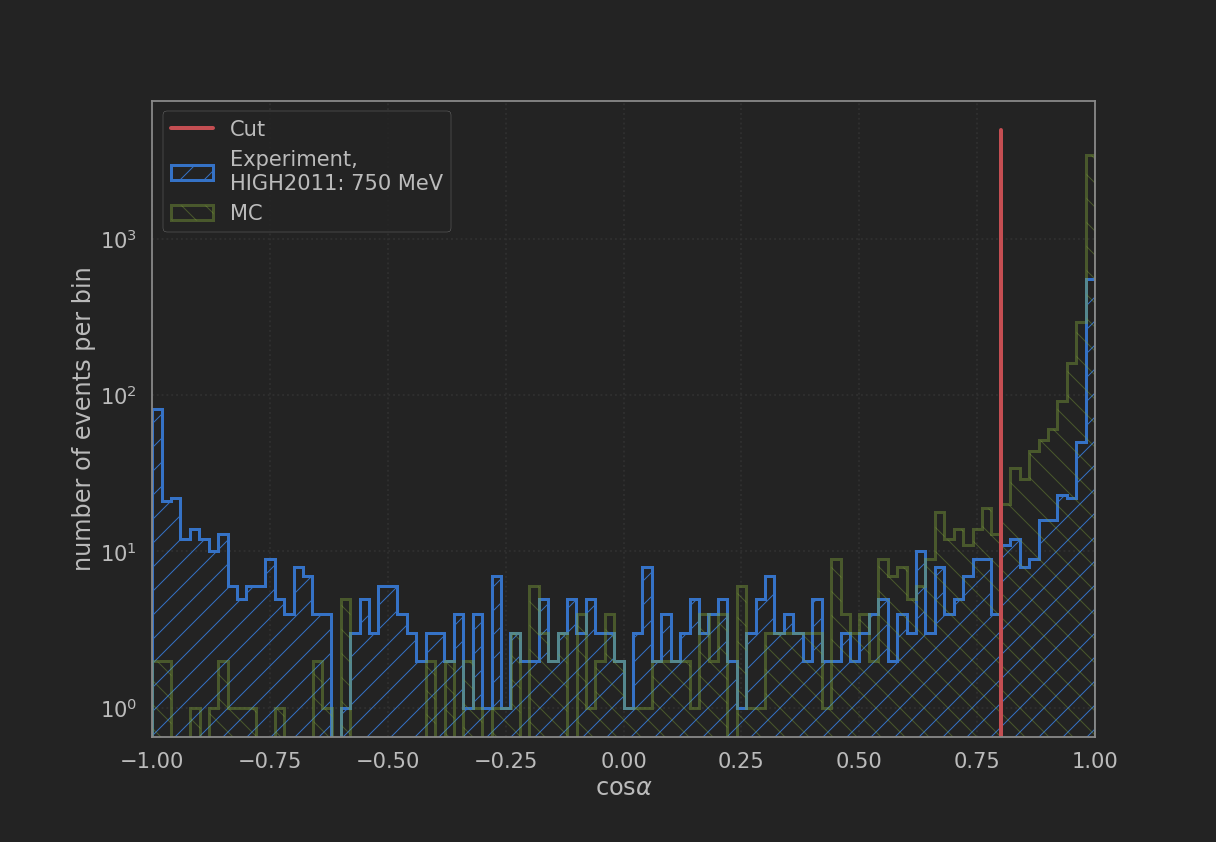 Cut
Experiment,
HIGH2011: 750 MeV
MC
number of events per bin
10³
10²
10¹
10⁰
−1.00 −0.75 −0.50 −0.25 0.00 0.25 0.50 0.75 1.00
cosα